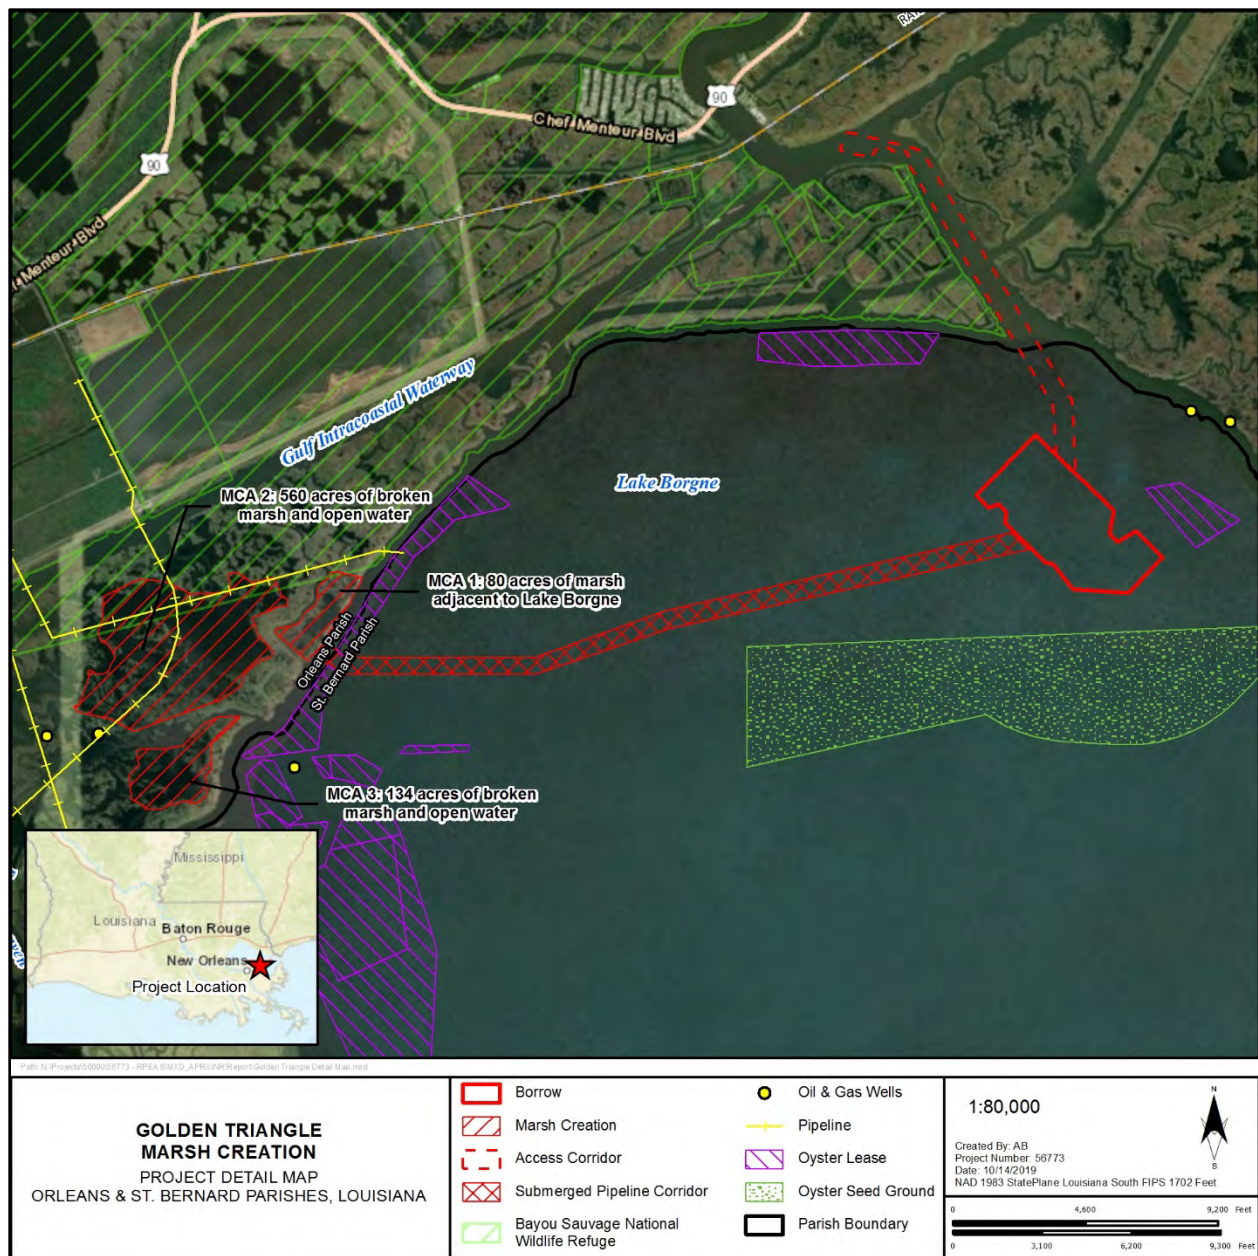 RAN
90
Chef Menteur Blvd
90
Menteur Blvd
Gulf Intracoastal Waterway
MCA 2: 560 acres of broken
marsh and open water
Lake Borgne
MCA 1: 80 acres of marsh
adjacent to Lake Borgne
Orleans Parish
St. Bernard Parish
MCA 3: 134 acres of broken
marsh and open water
Mississippi
Louisiana
Baton Rouge
New Orleans
Project Location
GOLDEN TRIANGLE
MARSH CREATION
PROJECT DETAIL MAP
ORLEANS & ST. BERNARD PARISHES, LOUISIANA
Borrow
Marsh Creation
Access Corridor
Submerged Pipeline Corridor
Bayou Sauvage National
Wildlife Refuge
Oil & Gas Wells
Pipeline
Oyster Lease
Oyster Seed Ground
Parish Boundary
1:80,000
N
S
Created By: AB
Project Number: 56773
Date: 10/14/2019
NAD 1983 StatePlane Louisiana South FIPS 1702 Feet
0 4,600 9,200 Feet
0 3,100 6,200 9,300 Feet